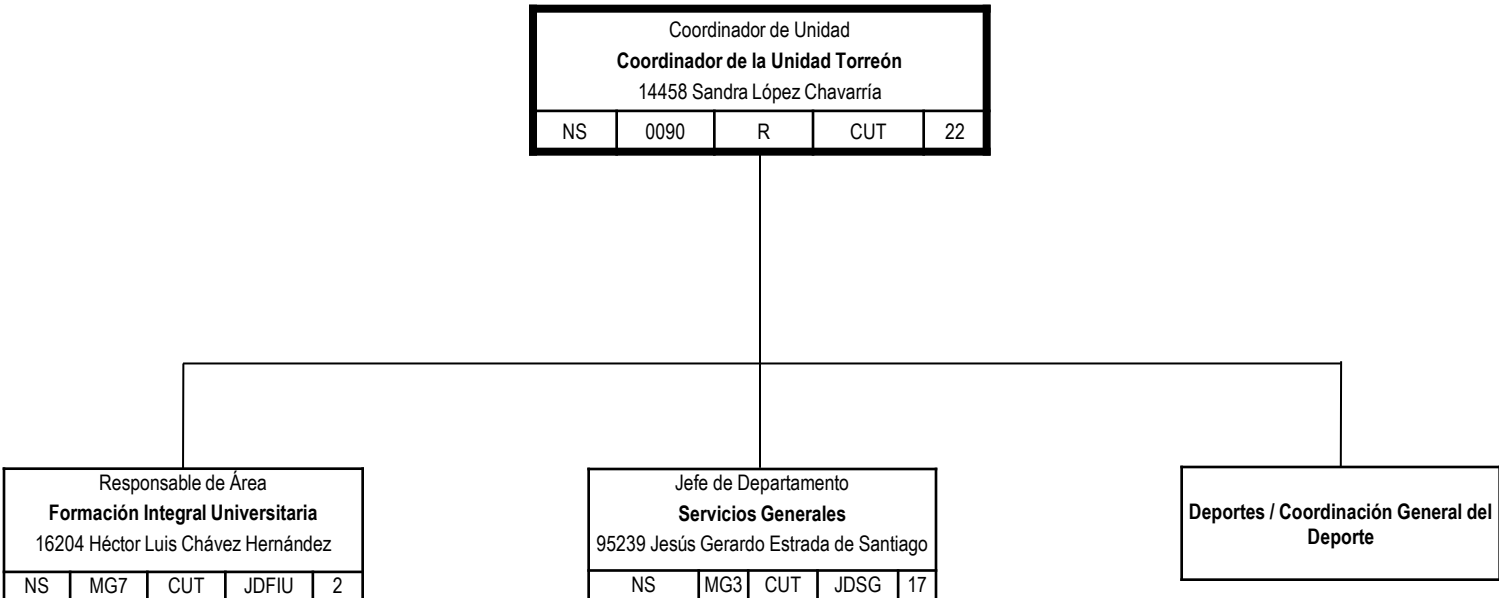 Coordinador de Unidad
Coordinador de la Unidad Torreón
14458 Sandra López Chavarría
NS 0090 R CUT 22
Responsable de Área
Formación Integral Universitaria
16204 Héctor Luis Chávez Hernández
NS MG7 CUT JDFIU 2
Jefe de Departamento
Servicios Generales
95239 Jesús Gerardo Estrada de Santiago
NS MG3 CUT JDSG 17
Deportes / Coordinación General del
Deporte